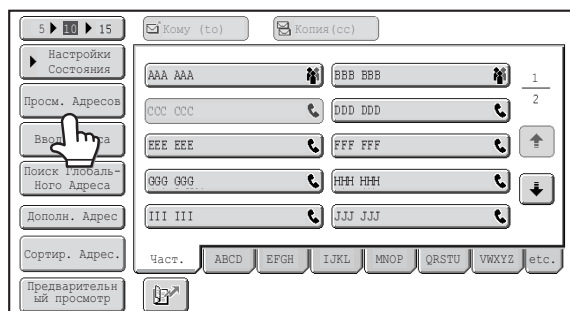 5 10 15
Кому (to)
Копия(cc)
Настройки
Состояния
Просм. Адресов
Поиск Глобаль-
Ного Адреса
Дополн. Адрес
Сортир. Адрес.
Предварительн
ый просмотр
AAA AAA
BBB BBB
CCC CCC
DDD DDD
EEE EEE
FFF FFF
GGG GGG
HHH HHH
III III
JJJ JJJ
1
2
Част.
ABCD
EFGH
IJKL
MNOP
QRSTU
VWXYZ
etc.